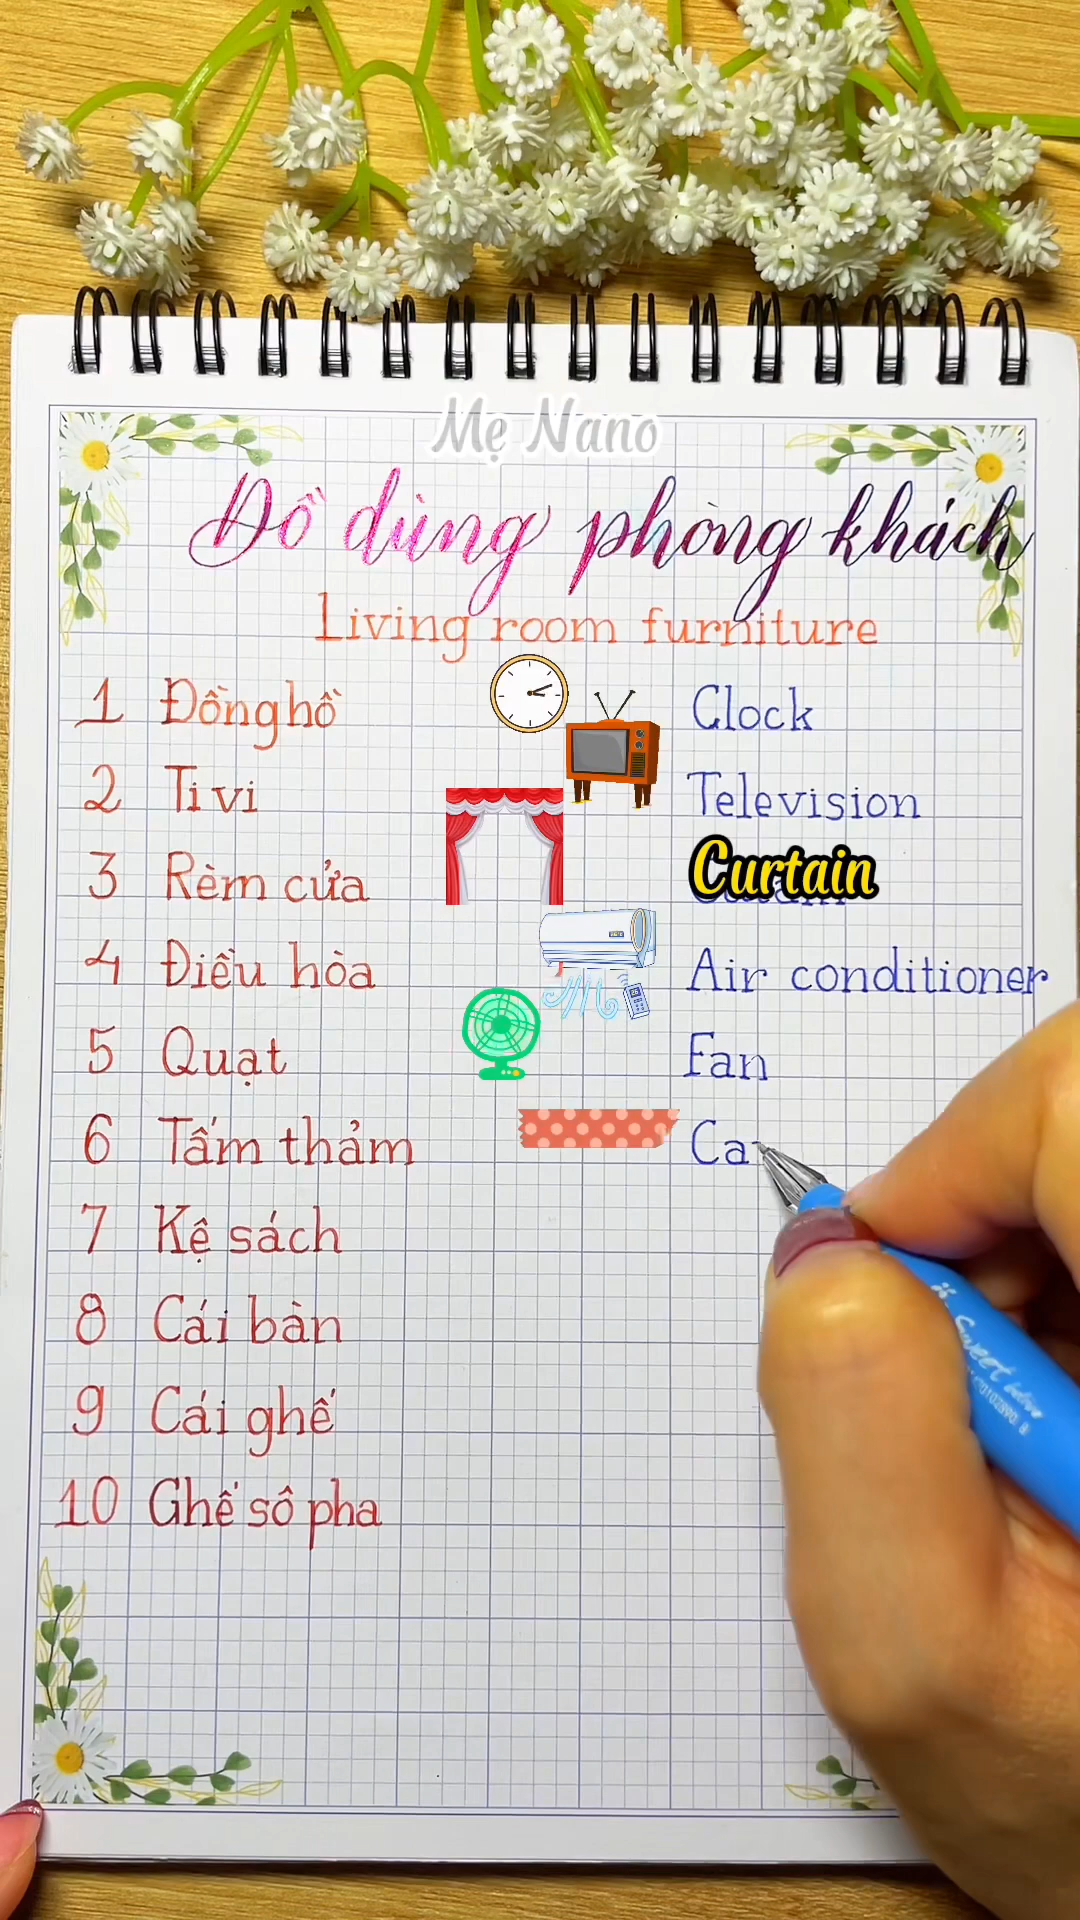 Mẹ Nano
Đồ dùng phòng khách
Living room furniture
1 Đồng hồ Clock
2 Ti vi Television
3 Rèm cửa Curtain
4 Điều hòa Air conditioner
5 Quạt Fan
6 Tấm thảm Ca
7 Kệ sách
8 Cái bàn
9 Cái ghế
10 Ghế sô pha
Sweet